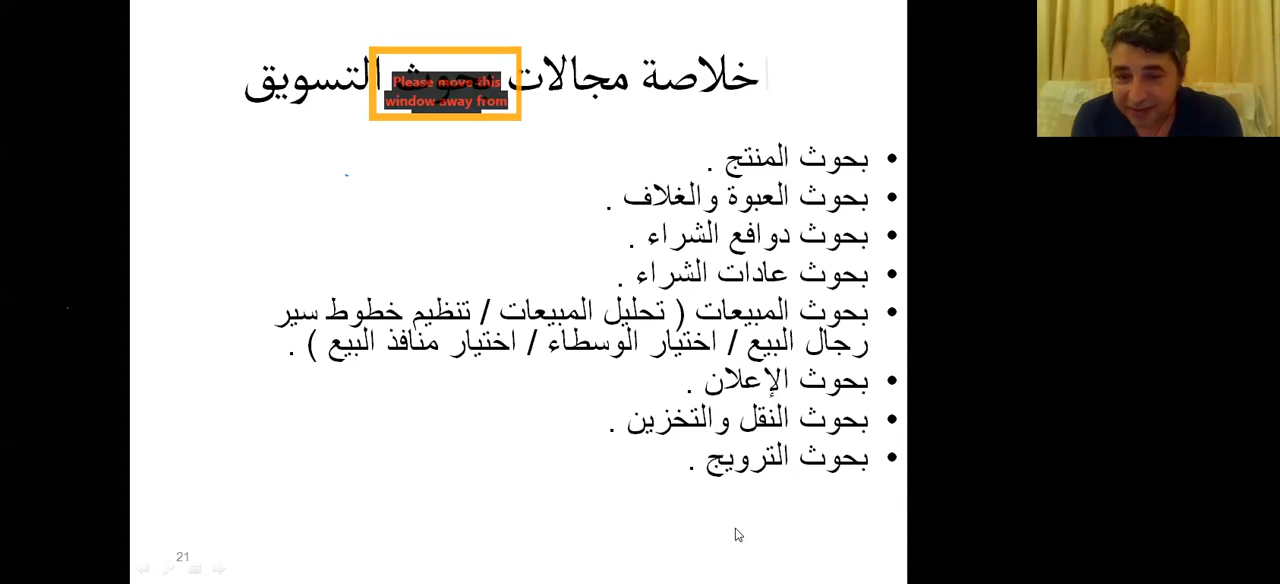 خلاصة مجالات بحوث التسويق
Please move this
window away from
• بحوث المنتج .
• بحوث العبوة والغلاف .
• بحوث دوافع الشراء .
• بحوث عادات الشراء .
• بحوث المبيعات ( تحليل المبيعات / تنظيم خطوط سير
رجال البيع / اختيار الوسطاء / اختيار منافذ البيع ) .
• بحوث الإعلان .
• بحوث النقل والتخزين .
• بحوث الترويج .
21